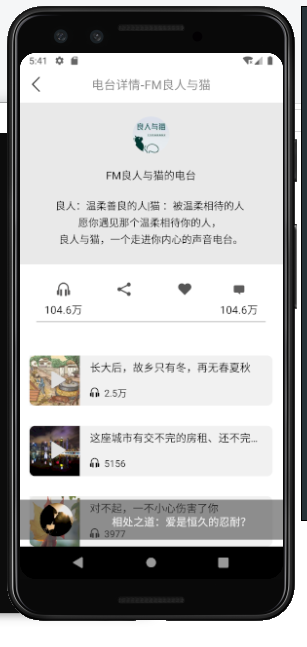 5:41
电台详情-FM良人与猫
良人与猫
FM良人与猫的电台
良人：温柔善良的人|猫：被温柔相待的人
愿你遇见那个温柔相待你的人，
良人与猫，一个走进你内心的声音电台。
104.6万
104.6万
长大后，故乡只有冬，再无春夏秋
2.5万
这座城市有交不完的房租、还不完...
5156
对不起，一不小心伤害了你
相处之道：爱是恒久的忍耐？
3977